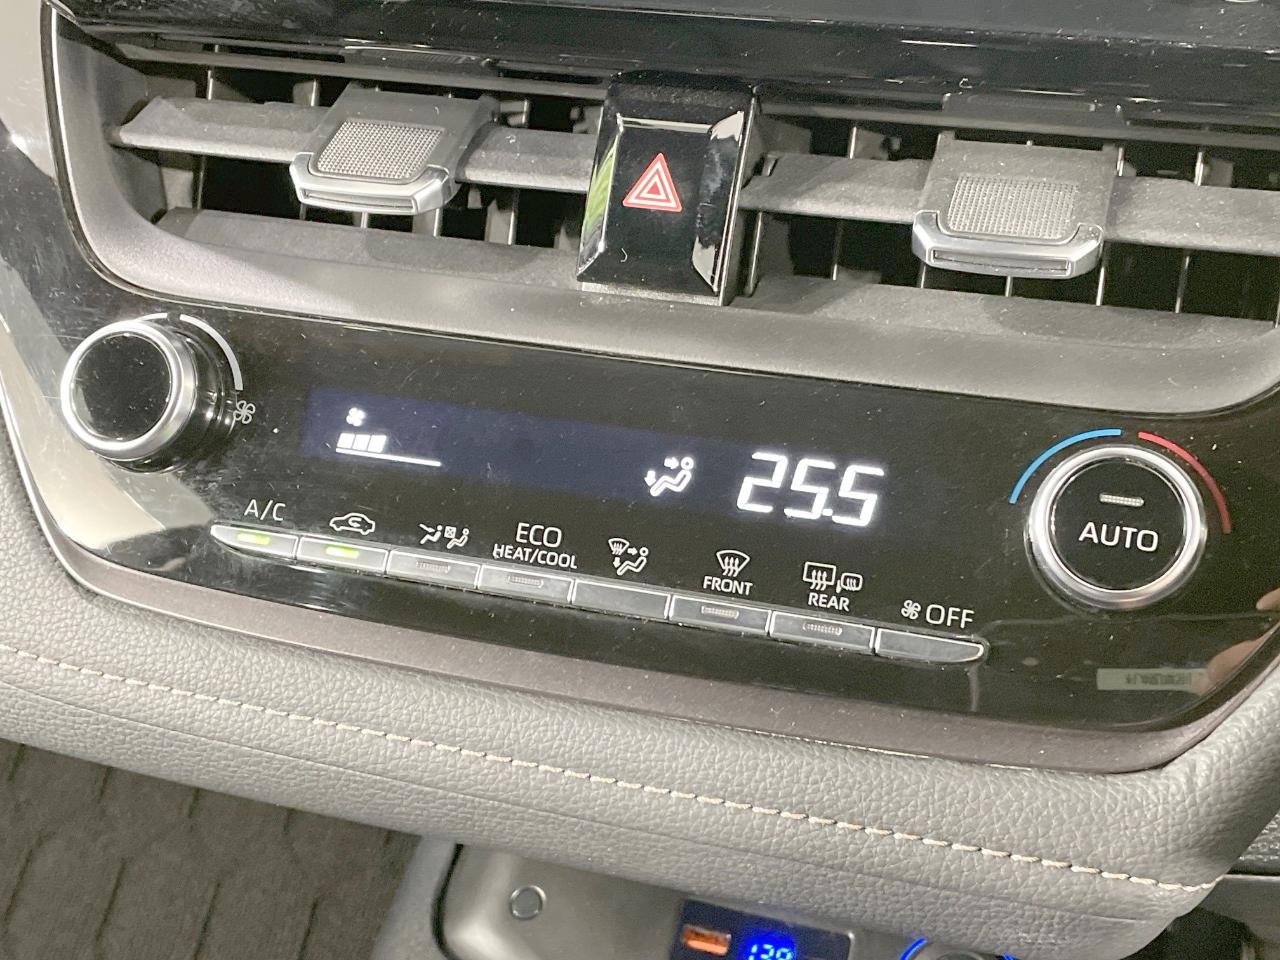 25.5
A/C
ECO
HEAT/COOL
FRONT
REAR
OFF
AUTO